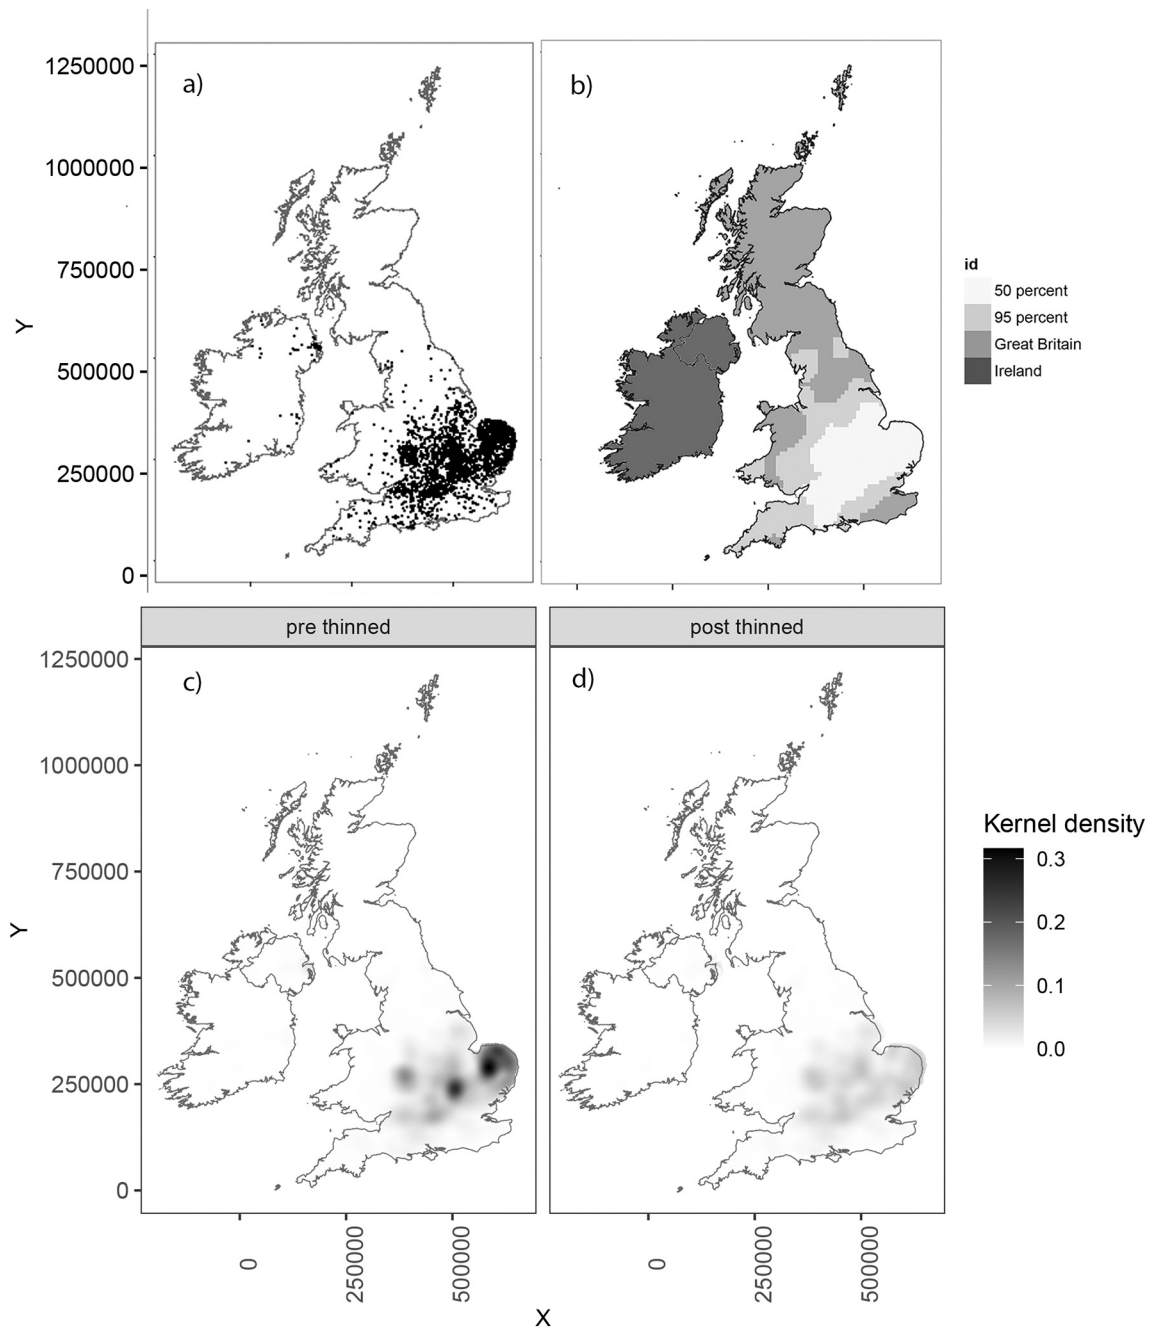 a)
b)
1250000
1000000
750000
500000
250000
0
Y
id
50 percent
95 percent
Great Britain
Ireland
pre thinned
post thinned
c)
d)
1250000
1000000
750000
500000
250000
0
Y
Kernel density
0.3
0.2
0.1
0.0
0
250000
500000
0
250000
500000
X